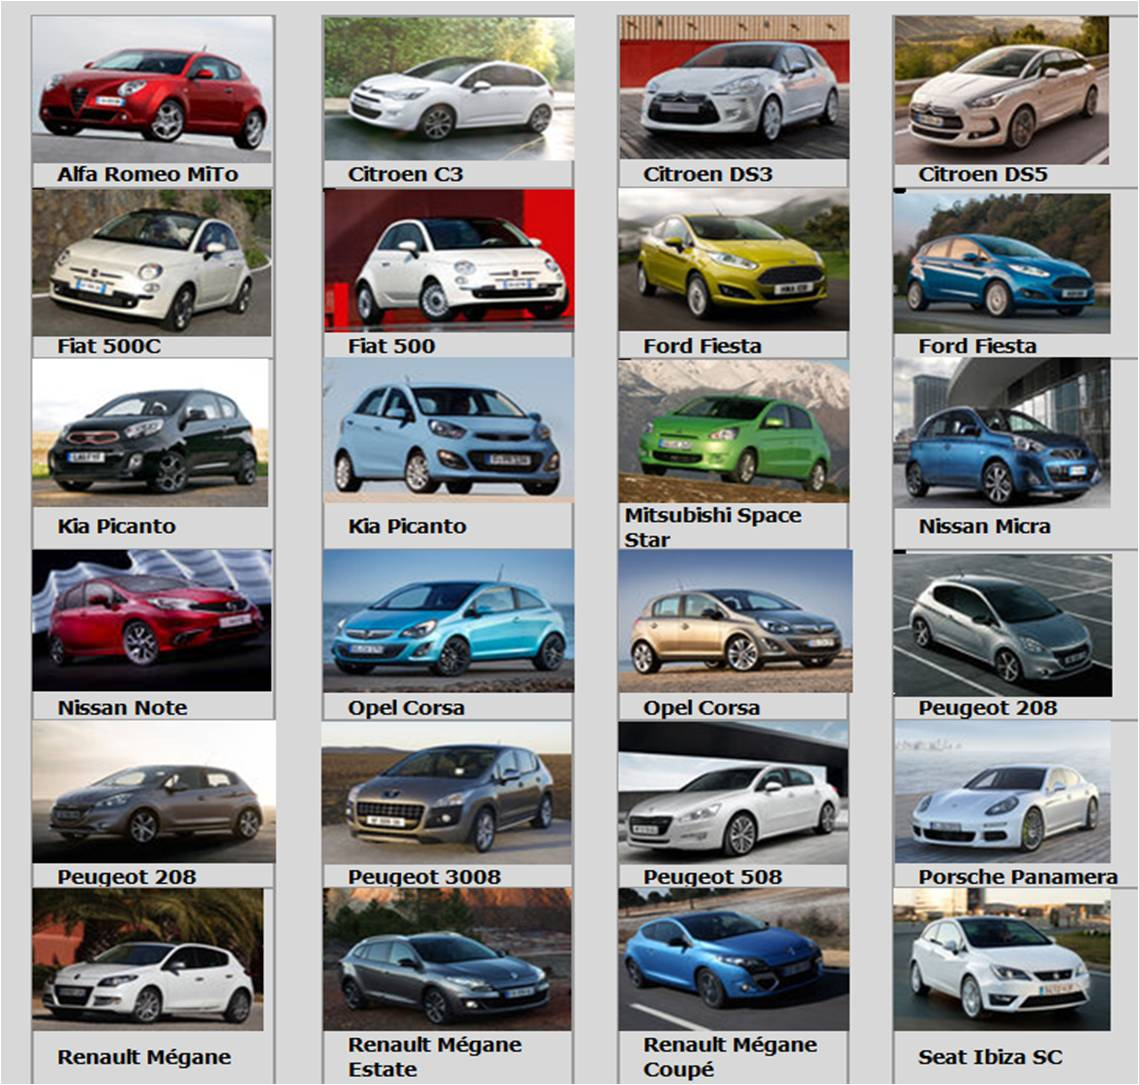 Alfa Romeo MiTo
Citroen C3
Citroen DS3
Citroen DS5
Fiat 500C
Fiat 500
Ford Fiesta
Ford Fiesta
Kia Picanto
Kia Picanto
Mitsubishi Space
Star
Nissan Micra
Nissan Note
Opel Corsa
Opel Corsa
Peugeot 208
Peugeot 208
Peugeot 3008
Peugeot 508
Porsche Panamera
Renault Mégane
Renault Mégane
Estate
Renault Mégane
Coupé
Seat Ibiza SC